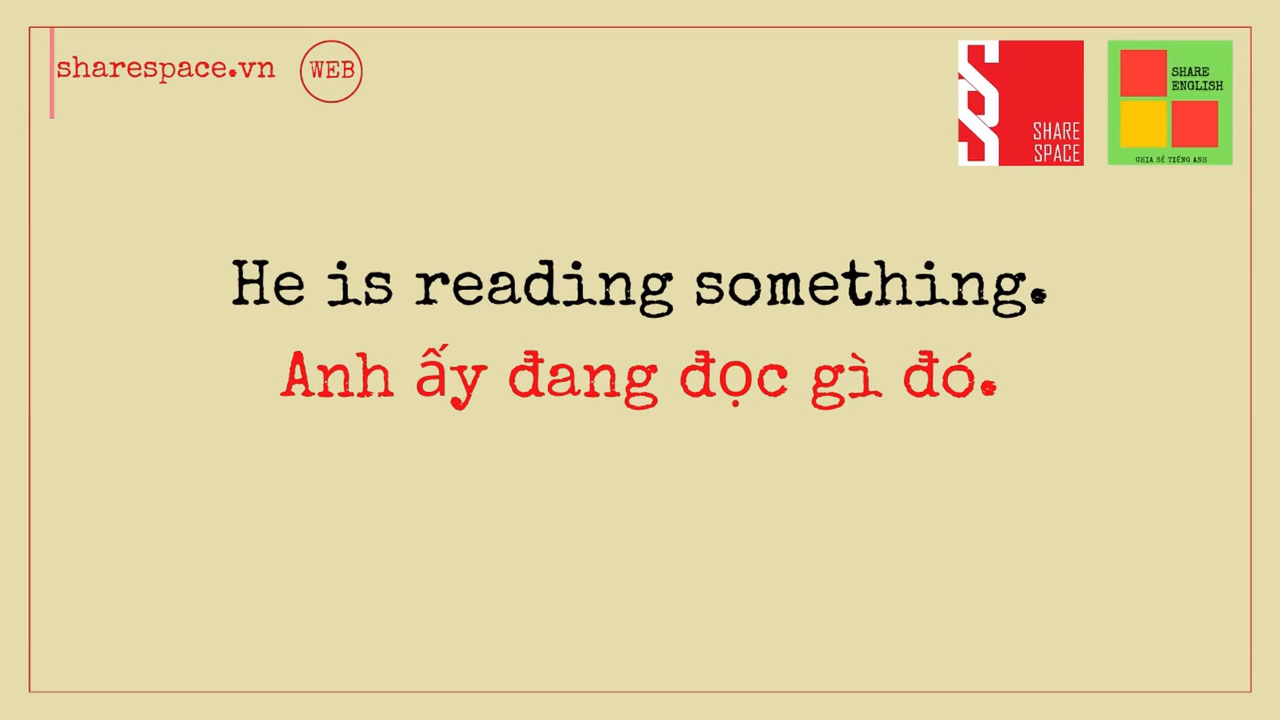 sharespace.vn WEB
SHARE
SPACE
SHARE
ENGLISH
CHIA SẺ TIẾNG ANH
He is reading something.
Anh ấy đang đọc gì đó.